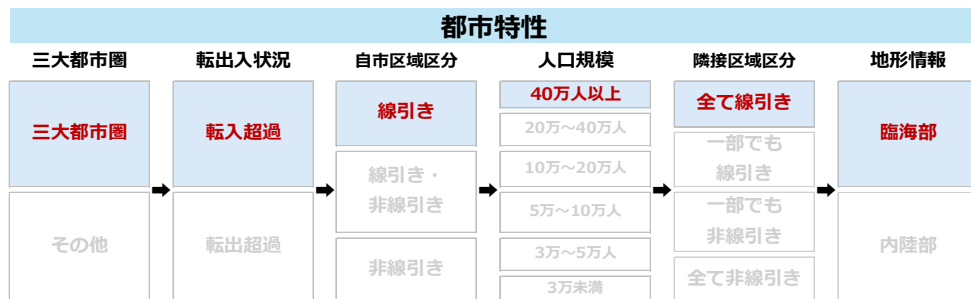 都市特性
三大都市圏
転出入状況
自市区域区分
人口規模
隣接区域区分
地形情報
三大都市圏
その他
転入超過
転出超過
線引き
線引き・
非線引き
非線引き
40万人以上
20万～40万人
10万～20万人
5万～10万人
3万～5万人
3万未満
全て線引き
一部でも
線引き
一部でも
非線引き
全て非線引き
臨海部
内陸部